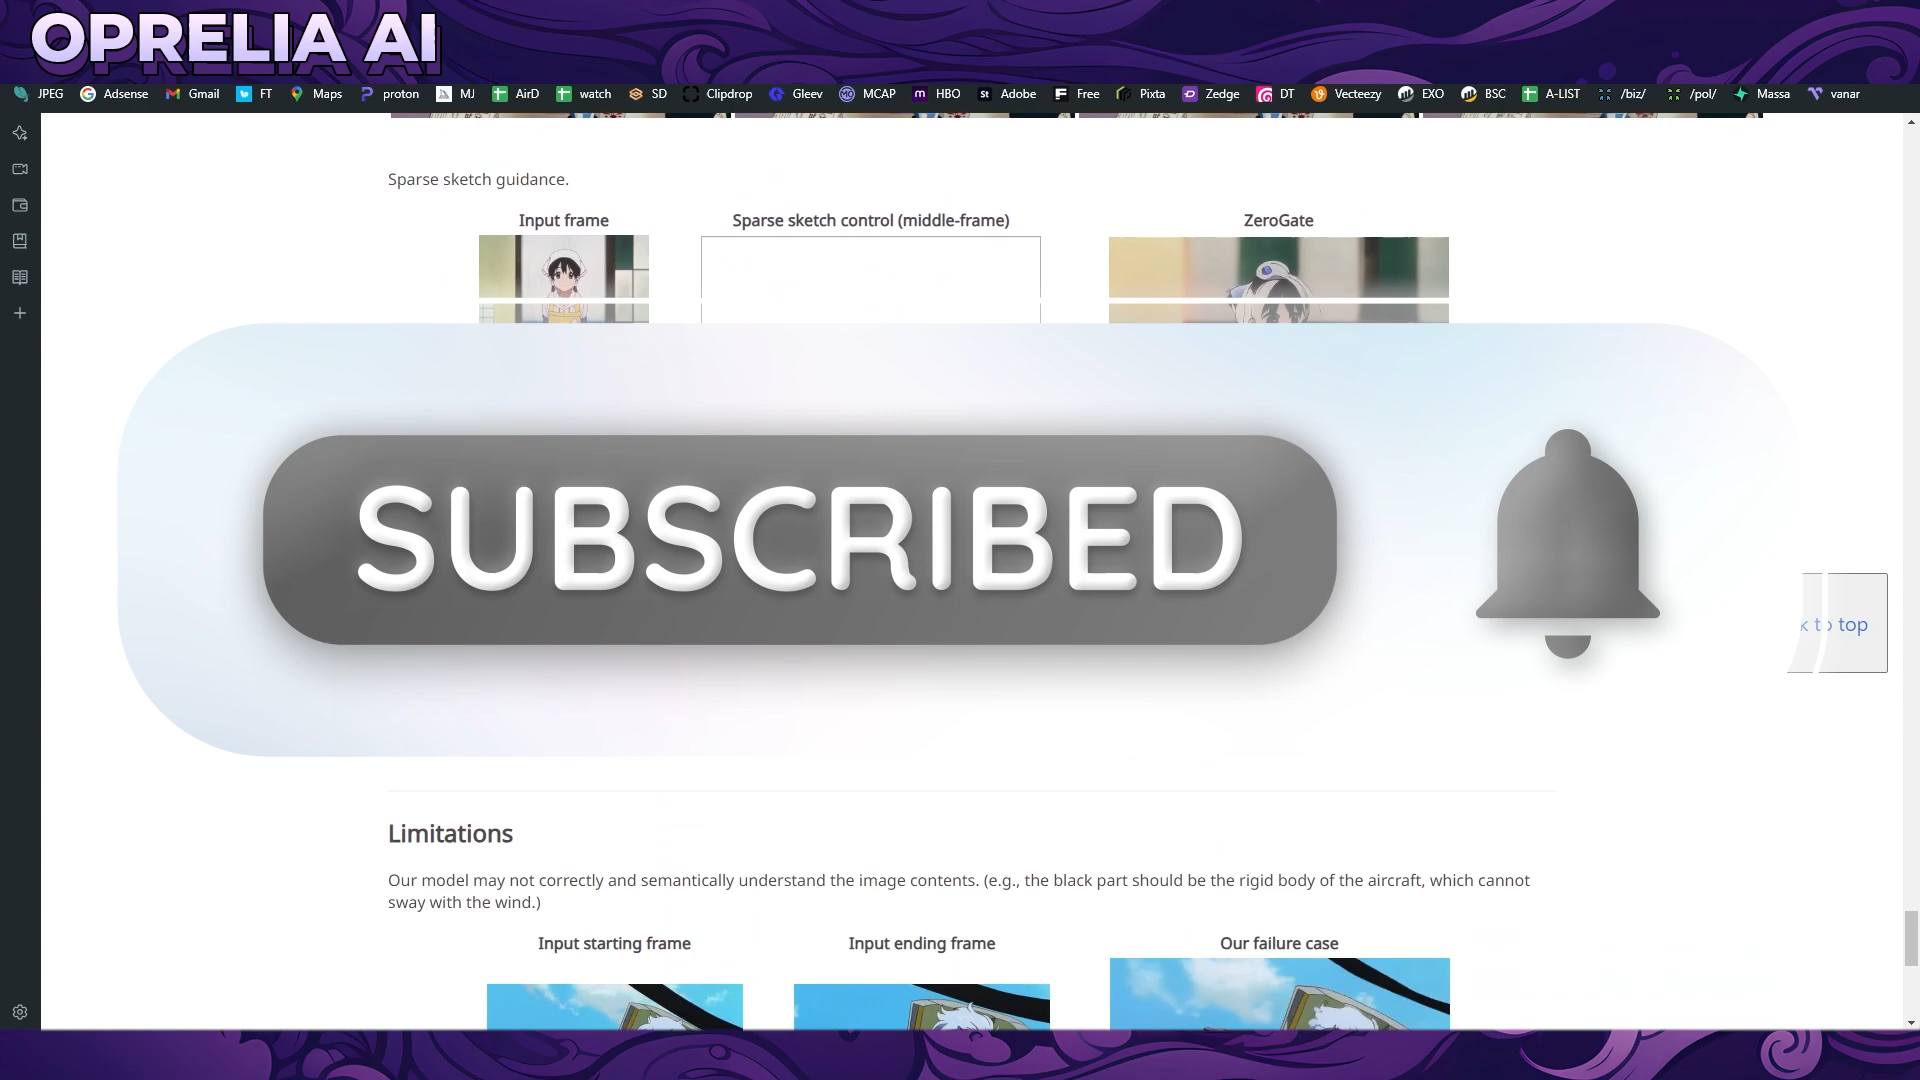 OPRELIA AI
JPEG Adsense Gmail FT Maps proton MJ AirD watch SD Clipdrop Gleev MCAP HBO Adobe Free Pixta Zedge DT Vecteezy EXO BSC A-LIST /biz/ /pol/ Massa vanar
Sparse sketch guidance.
Input frame Sparse sketch control (middle-frame) ZeroGate
SUBSCRIBED
k to top
Limitations
Our model may not correctly and semantically understand the image contents. (e.g., the black part should be the rigid body of the aircraft, which cannot
sway with the wind.)
Input starting frame Input ending frame Our failure case